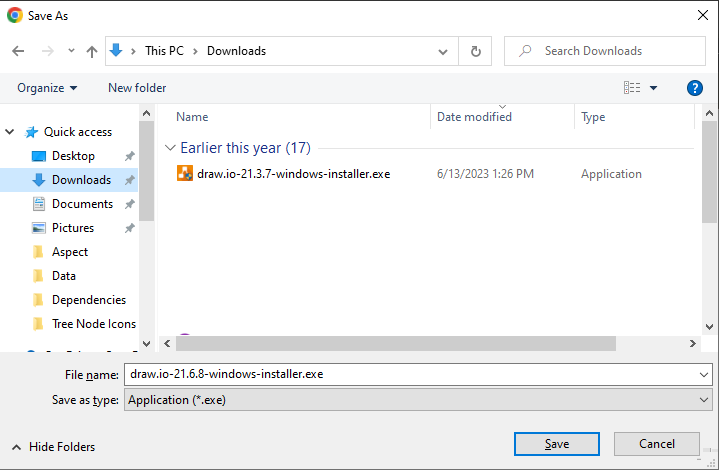 Save As
This PC > Downloads
Search Downloads
Organize
New folder
?
Name
Date modified
Type
Quick access
Desktop
Downloads
Documents
Pictures
Aspect
Data
Dependencies
Tree Node Icons
Earlier this year (17)
draw.io-21.3.7-windows-installer.exe
6/13/2023 1:26 PM
Application
File name: draw.io-21.6.8-windows-installer.exe
Save as type: Application (*.exe)
Hide Folders
Save
Cancel